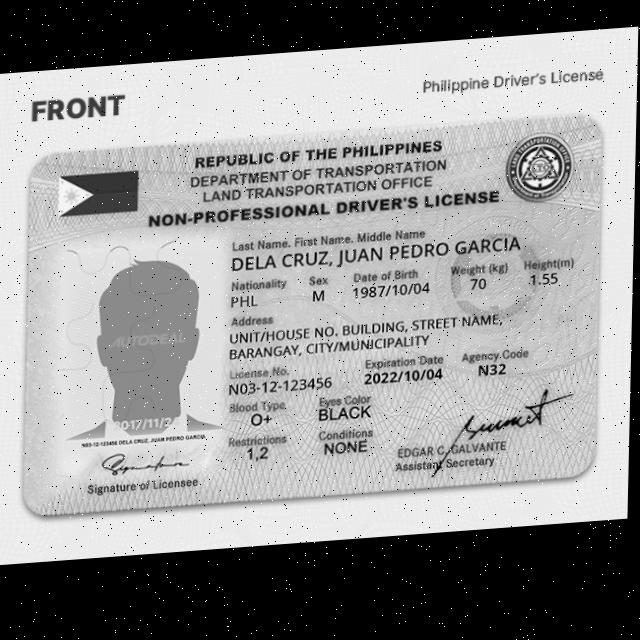 Philippine Driver's License
FRONT
REPUBLIC OF THE PHILIPPINES
DEPARTMENT OF TRANSPORTATION
LAND TRANSPORTATION OFFICE
NON-PROFESSIONAL DRIVER'S LICENSE
Last Name, First Name, Middle Name
DELA CRUZ, JUAN PEDRO GARCIA
Nationality Sex Date of Birth Weight (kg) Height(m)
PHL M 1987/10/04 70 1.55
Address
UNIT/HOUSE NO. BUILDING, STREET NAME,
BARANGAY, CITY/MUNICIPALITY
License No. Expiration Date Agency Code
N03-12-123456 2022/10/04 N32
Blood Type Eyes Color
O+ BLACK
Restrictions Conditions
1,2 NONE
AUTODEAL
N03-12-123456 DELA CRUZ, JUAN PEDRO GARCIA
Signature of Licensee
EDGAR C. GALVANTE
Assistant Secretary